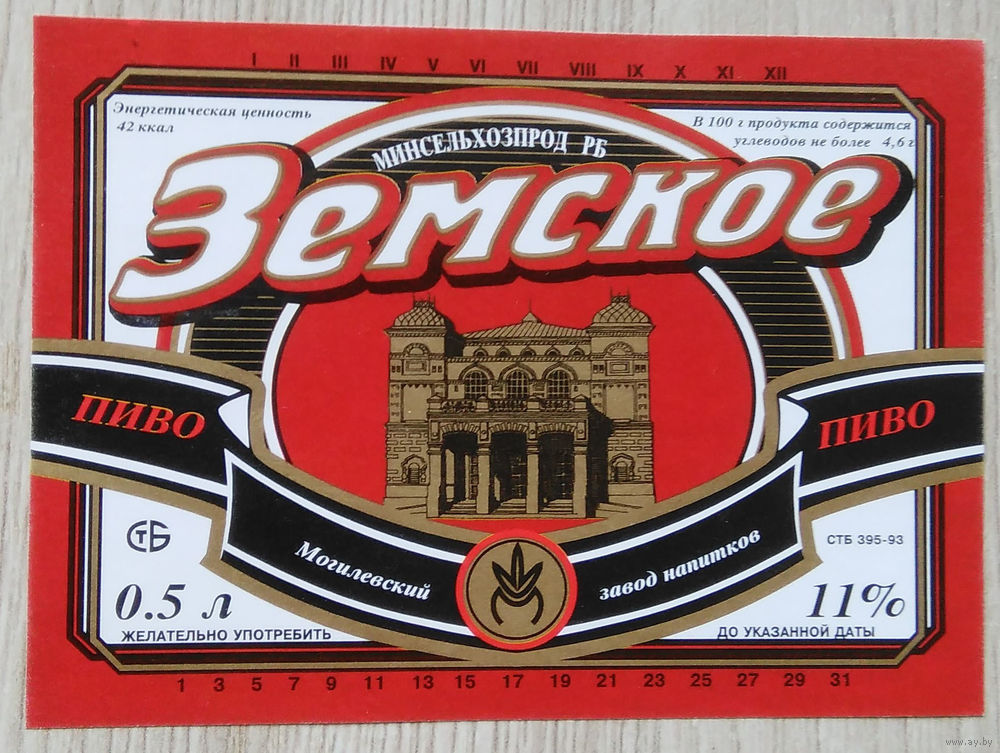 I II III IV V VI VII VIII IX X XI XII
Энергетическая ценность
42 ккал
В 100 г продукта содержится
углеводов не более 4,6 г
МИНСЕЛЬХОЗПРОД РБ
Земское
ПИВО
ПИВО
СТБ
СТБ 395-93
Могилевский завод напитков
0.5 л
11%
ЖЕЛАТЕЛЬНО УПОТРЕБИТЬ
ДО УКАЗАННОЙ ДАТЫ
1 3 5 7 9 11 13 15 17 19 21 23 25 27 29 31
www.ay.by